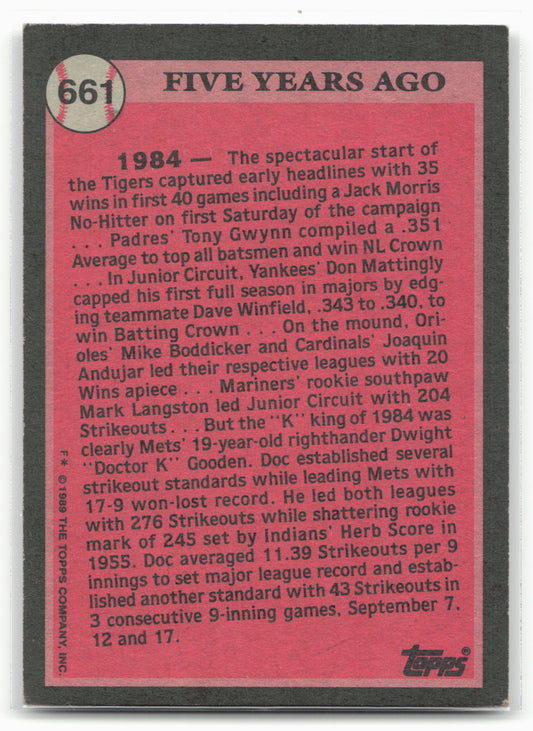 661
FIVE YEARS AGO
1984 — The spectacular start of
the Tigers captured early headlines with 35
wins in first 40 games including a Jack Morris
No-Hitter on first Saturday of the campaign
. . . Padres' Tony Gwynn compiled a .351
Average to top all batsmen and win NL Crown
. . . In Junior Circuit, Yankees' Don Mattingly
capped his first full season in majors by edg-
ing teammate Dave Winfield, .343 to .340, to
win Batting Crown . . . On the mound, Ori-
oles' Mike Boddicker and Cardinals' Joaquin
Andujar led their respective leagues with 20
Wins apiece . . . Mariners' rookie southpaw
Mark Langston led Junior Circuit with 204
Strikeouts . . . But the "K" king of 1984 was
clearly Mets' 19-year-old righthander Dwight
"Doctor K" Gooden. Doc established several
strikeout standards while leading Mets with
17-9 won-lost record. He led both leagues
with 276 Strikeouts while shattering rookie
mark of 245 set by Indians' Herb Score in
1955. Doc averaged 11.39 Strikeouts per 9
innings to set major league record and estab-
lished another standard with 43 Strikeouts in
3 consecutive 9-inning games, September 7,
12 and 17.
F* © 1989 THE TOPPS COMPANY, INC.
topps®